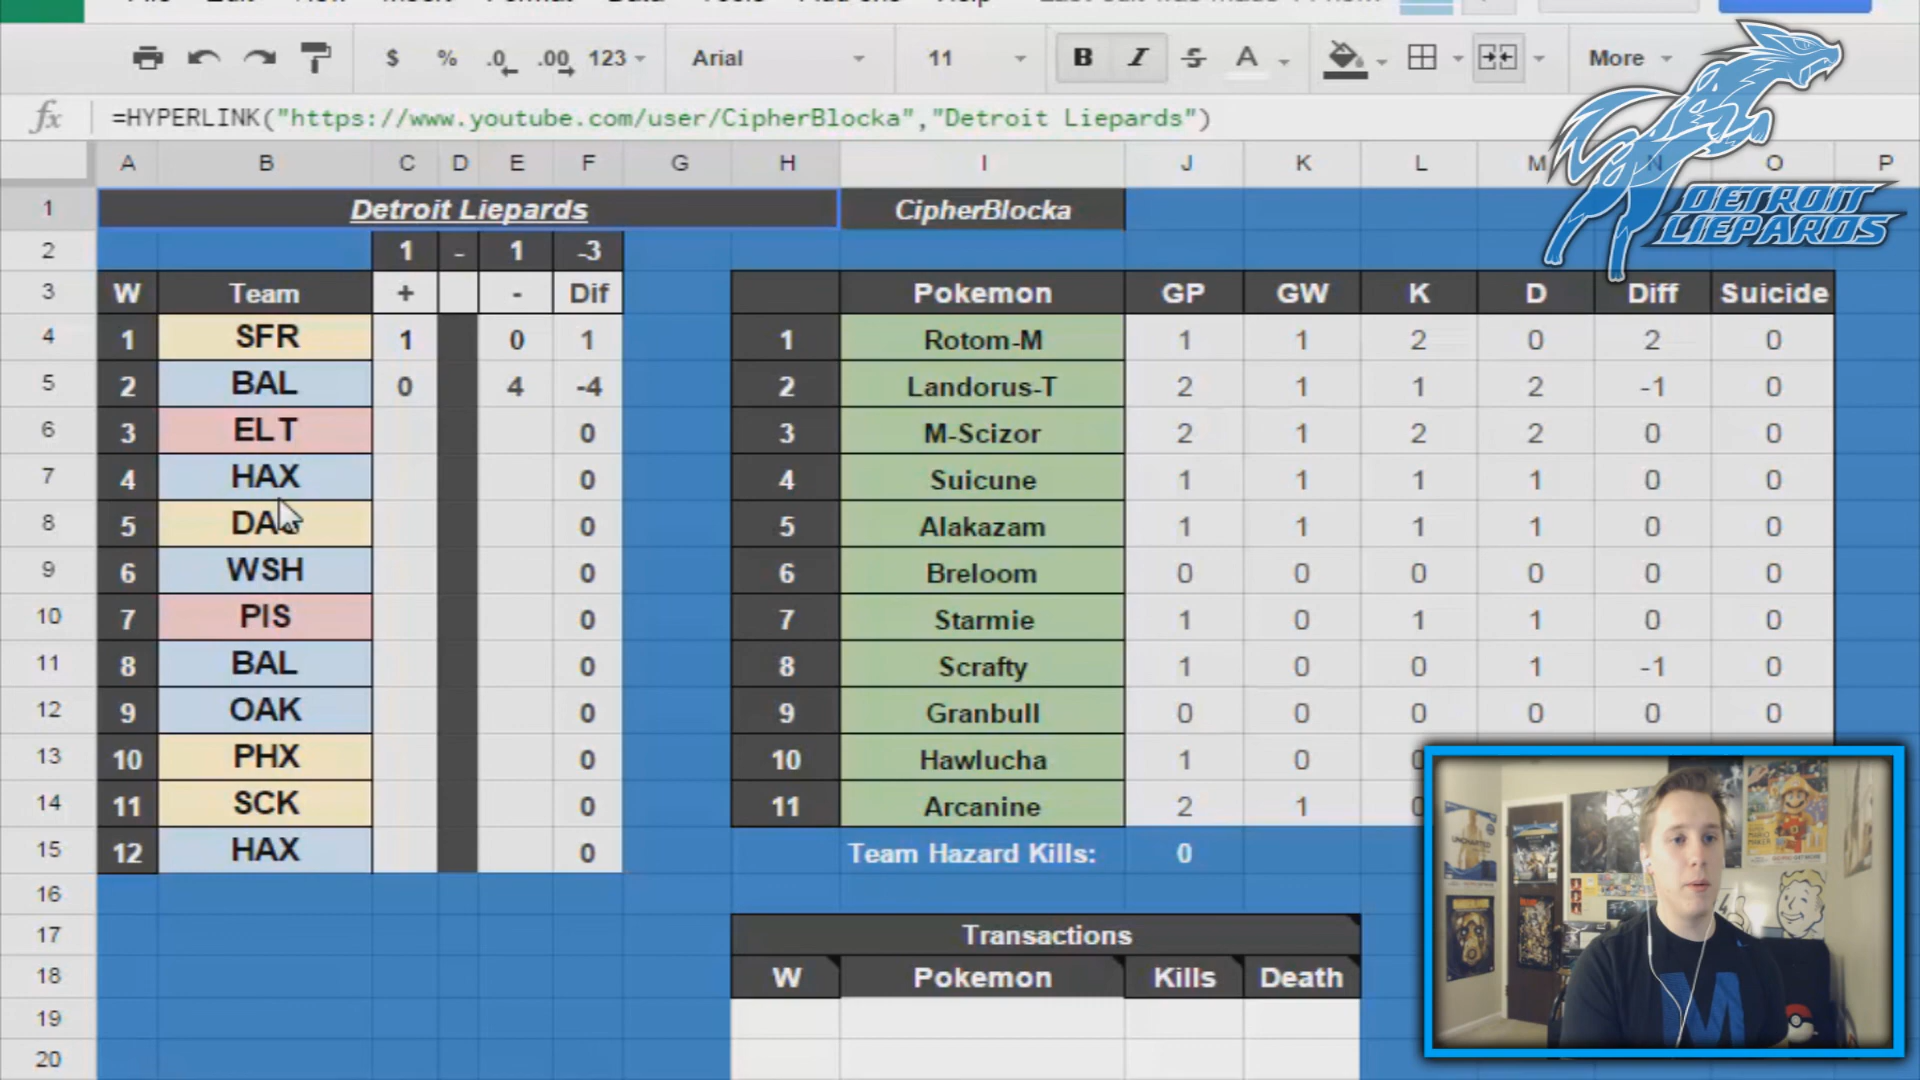 $ % .0 .00 123 Arial 11 B I S A More
fx =HYPERLINK("https://www.youtube.com/user/CipherBlocka","Detroit Liepards")
A B C D E F G H I J K L M N O P
1 Detroit Liepards CipherBlocka
2 1 - 1 -3
3 W Team + - Dif Pokemon GP GW K D Diff Suicide
4 1 SFR 1 0 1 1 Rotom-M 1 1 2 0 2 0
5 2 BAL 0 4 -4 2 Landorus-T 2 1 1 2 -1 0
6 3 ELT 0 3 M-Scizor 2 1 2 2 0 0
7 4 HAX 0 4 Suicune 1 1 1 1 0 0
8 5 0 5 Alakazam 1 1 1 1 0 0
9 6 WSH 0 6 Breloom 0 0 0 0 0 0
10 7 PIS 0 7 Starmie 1 0 1 1 0 0
11 8 BAL 0 8 Scrafty 1 0 0 1 -1 0
12 9 OAK 0 9 Granbull 0 0 0 0 0 0
13 10 PHX 0 10 Hawlucha 1 0
14 11 SCK 0 11 Arcanine 2 1
15 12 HAX 0 Team Hazard Kills: 0
16
17 Transactions
18 W Pokemon Kills Death
19
20
DETROIT
LIEPARDS
M